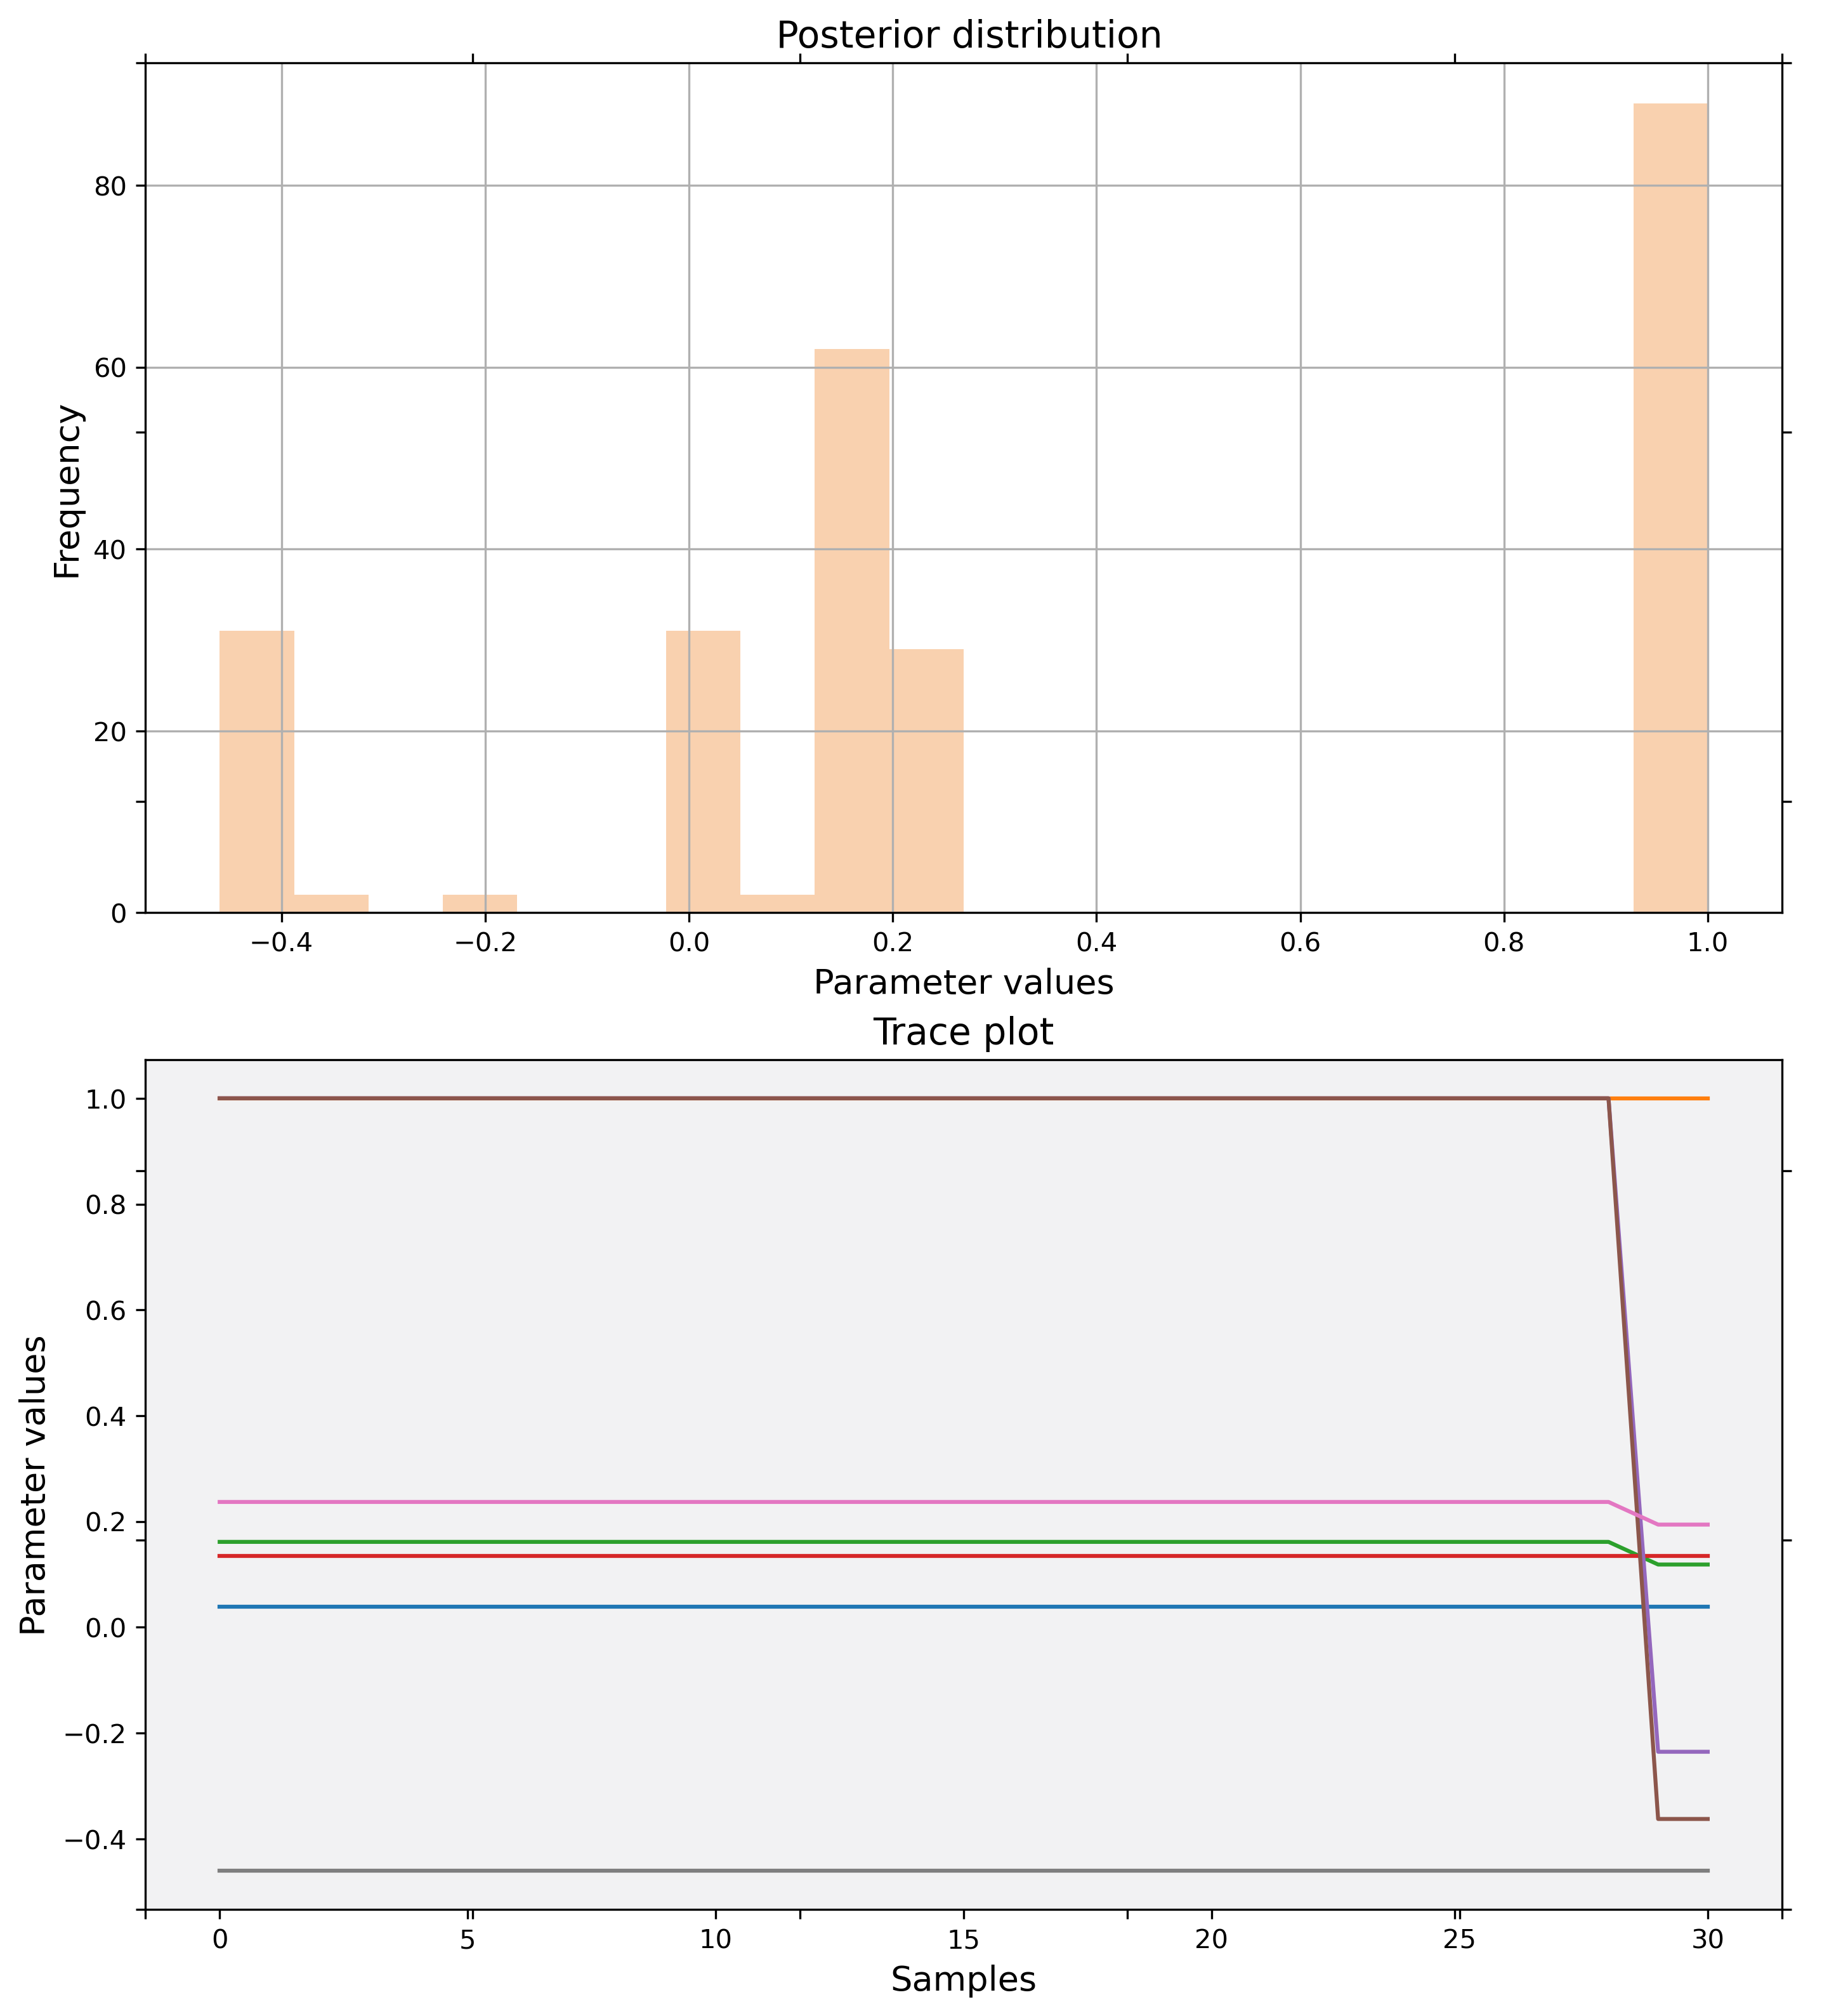 Posterior distribution
80
60
40
20
0
Frequency
−0.4 −0.2 0.0 0.2 0.4 0.6 0.8 1.0
Parameter values
Trace plot
1.0
0.8
0.6
0.4
0.2
0.0
−0.2
−0.4
Parameter values
0 5 10 15 20 25 30
Samples